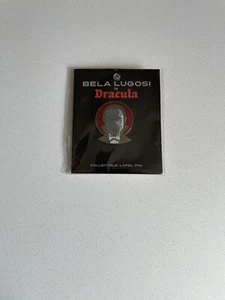 BELA LUGOSI
Dracula
COLLECTIBLE LAPEL PIN